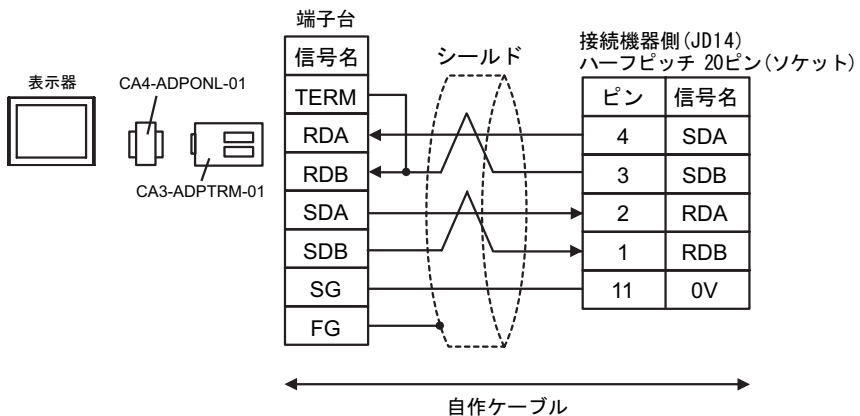 端子台
接続機器側(JD14)
ハーフピッチ 20ピン(ソケット)
シールド
表示器
CA4-ADPONL-01
CA3-ADPTRM-01
信号名
TERM
RDA
RDB
SDA
SDB
SG
FG
ピン 信号名
4 SDA
3 SDB
2 RDA
1 RDB
11 0V
自作ケーブル